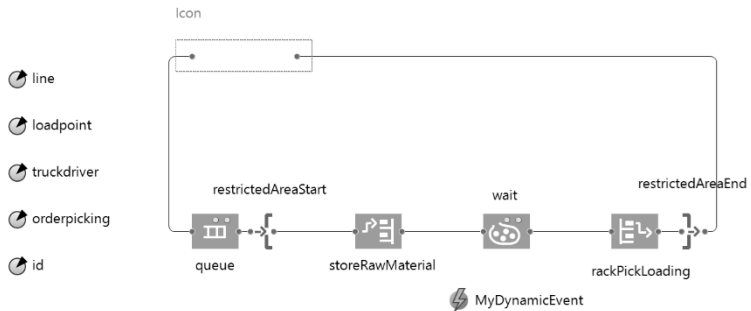 Icon
line
loadpoint
truckdriver
orderpicking
id
restrictedAreaStart
wait
restrictedAreaEnd
queue
storeRawMaterial
rackPickLoading
MyDynamicEvent